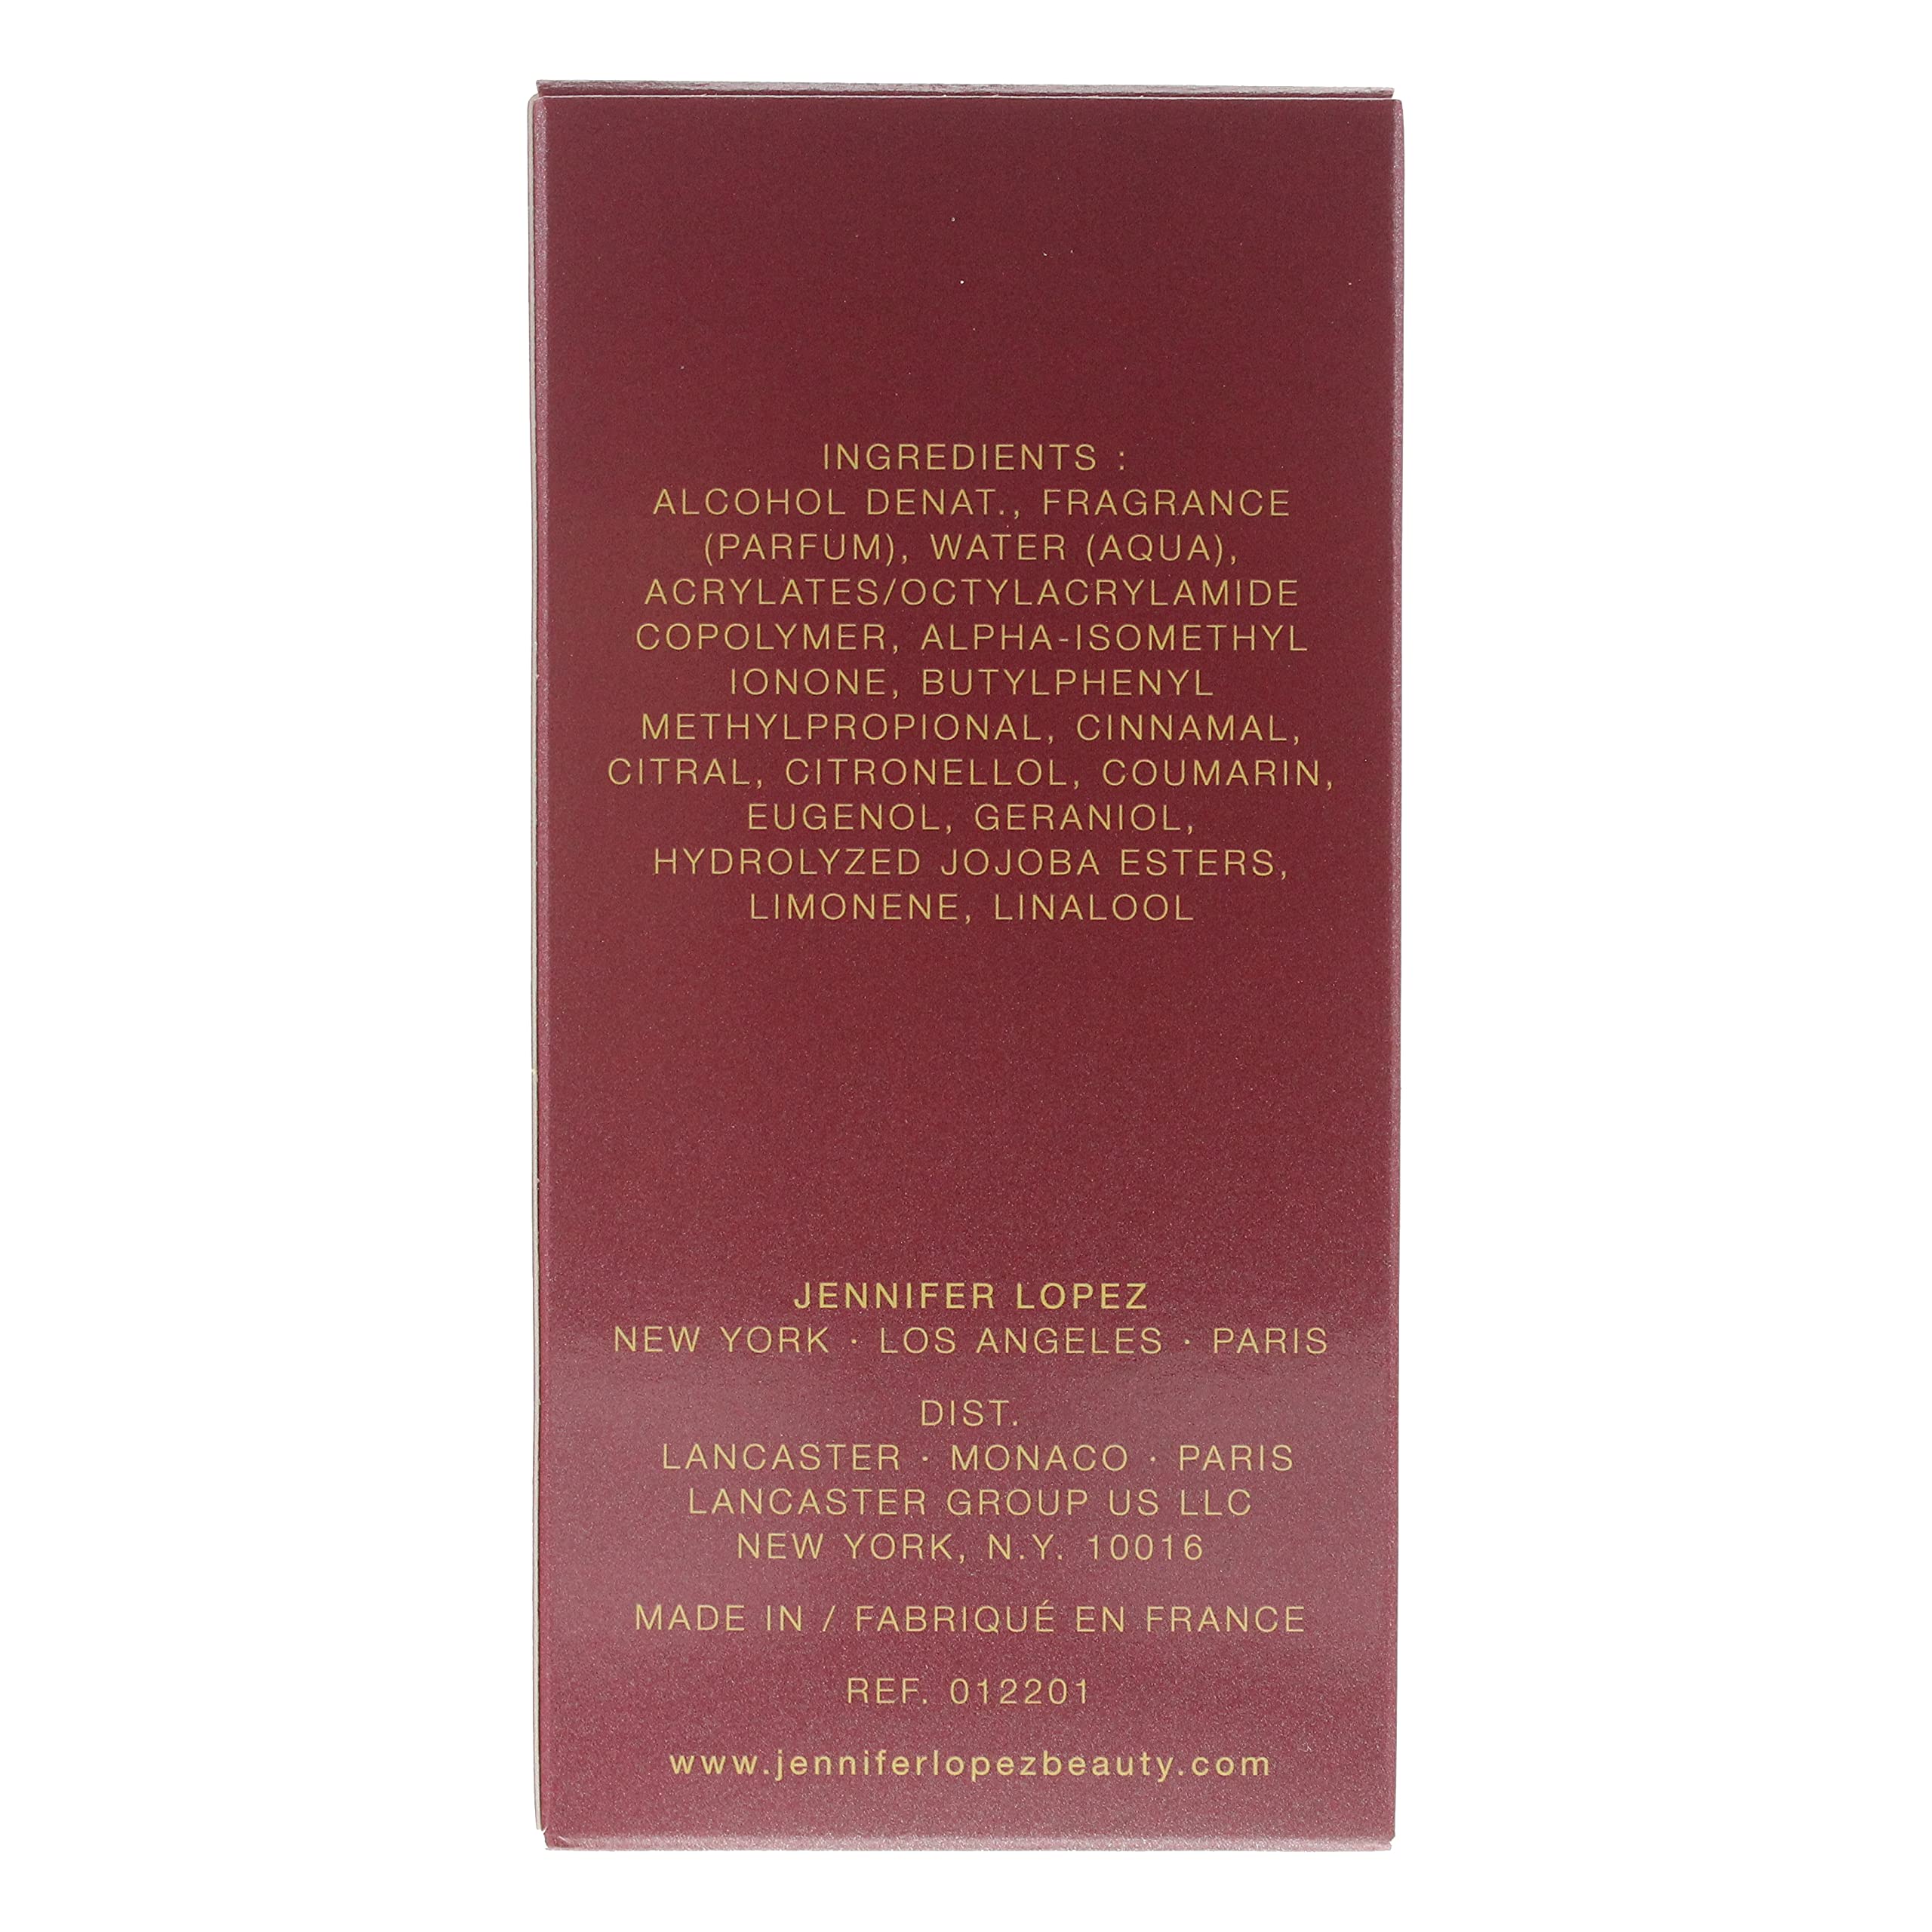 INGREDIENTS :
ALCOHOL DENAT., FRAGRANCE
(PARFUM), WATER (AQUA),
ACRYLATES/OCTYLACRYLAMIDE
COPOLYMER, ALPHA-ISOMETHYL
IONONE, BUTYLPHENYL
METHYLPROPIONAL, CINNAMAL,
CITRAL, CITRONELLOL, COUMARIN,
EUGENOL, GERANIOL,
HYDROLYZED JOJOBA ESTERS,
LIMONENE, LINALOOL
JENNIFER LOPEZ
NEW YORK · LOS ANGELES · PARIS
DIST.
LANCASTER · MONACO · PARIS
LANCASTER GROUP US LLC
NEW YORK, N.Y. 10016
MADE IN / FABRIQUÉ EN FRANCE
REF. 012201
www.jenniferlopezbeauty.com